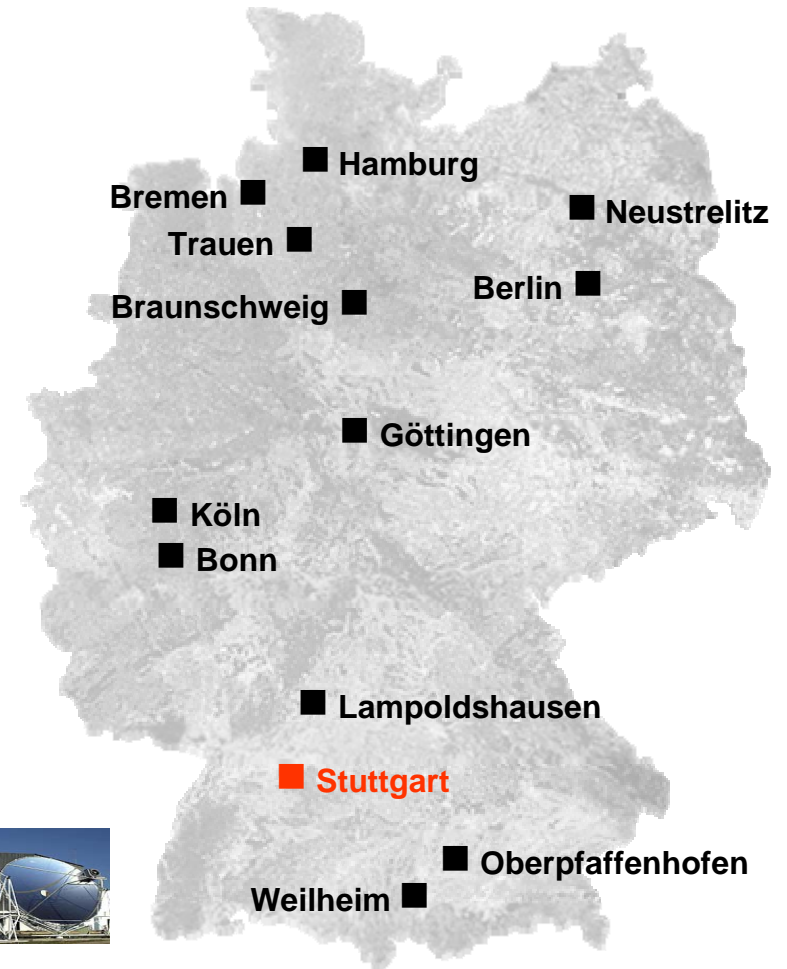 Hamburg
Bremen
Neustrelitz
Trauen
Berlin
Braunschweig
Göttingen
Köln
Bonn
Lampoldshausen
Stuttgart
Oberpfaffenhofen
Weilheim